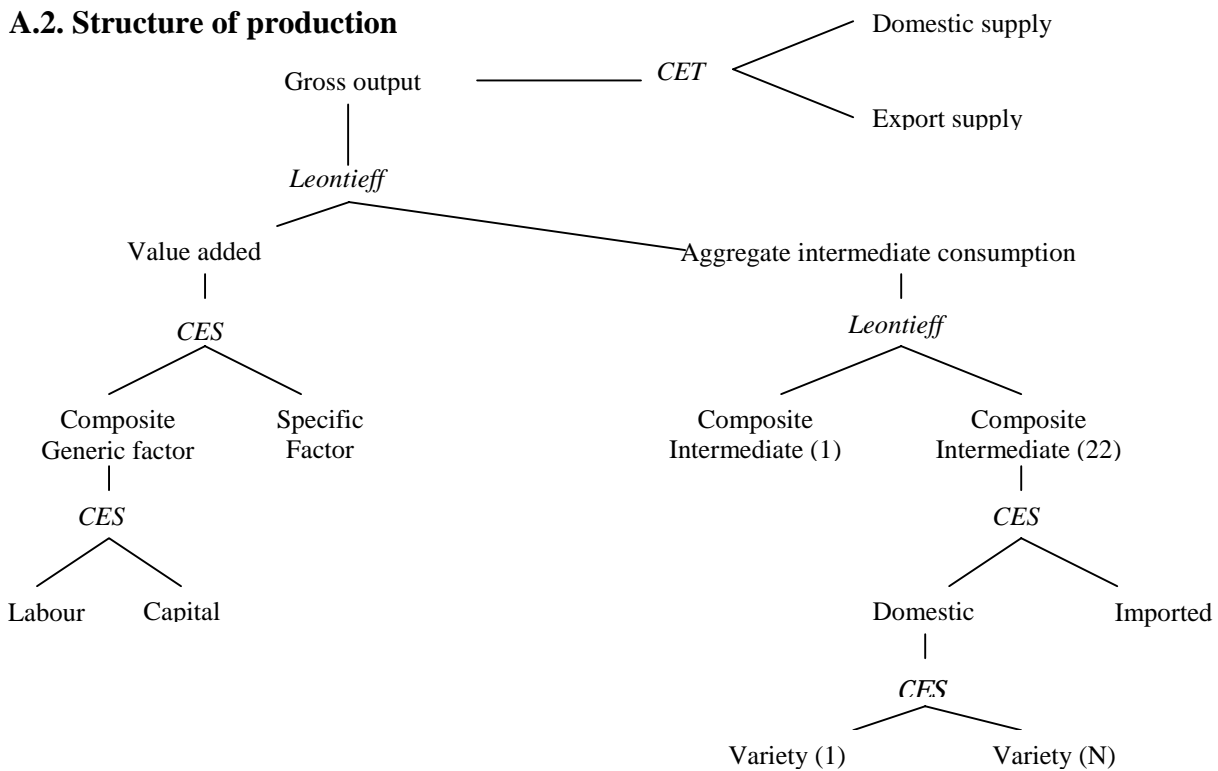 A.2. Structure of production
Domestic supply
Gross output
CET
Export supply
Leontieff
Value added
Aggregate intermediate consumption
CES
Leontieff
Composite
Generic factor
Specific
Factor
Composite
Intermediate (1)
Composite
Intermediate (22)
CES
CES
Labour
Capital
Domestic
Imported
CES
Variety (1)
Variety (N)